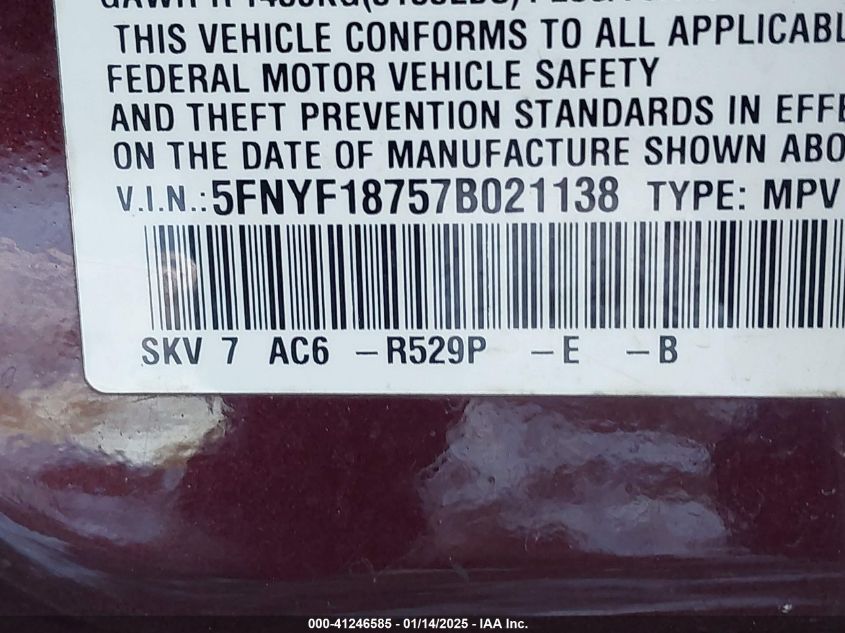 THIS VEHICLE CONFORMS TO ALL APPLICABL
FEDERAL MOTOR VEHICLE SAFETY
AND THEFT PREVENTION STANDARDS IN EFFE
ON THE DATE OF MANUFACTURE SHOWN ABO
V.I.N.: 5FNYF18757B021138 TYPE: MPV
SKV 7 AC6 -R529P -E -B
000-41246585 - 01/14/2025 - IAA Inc.